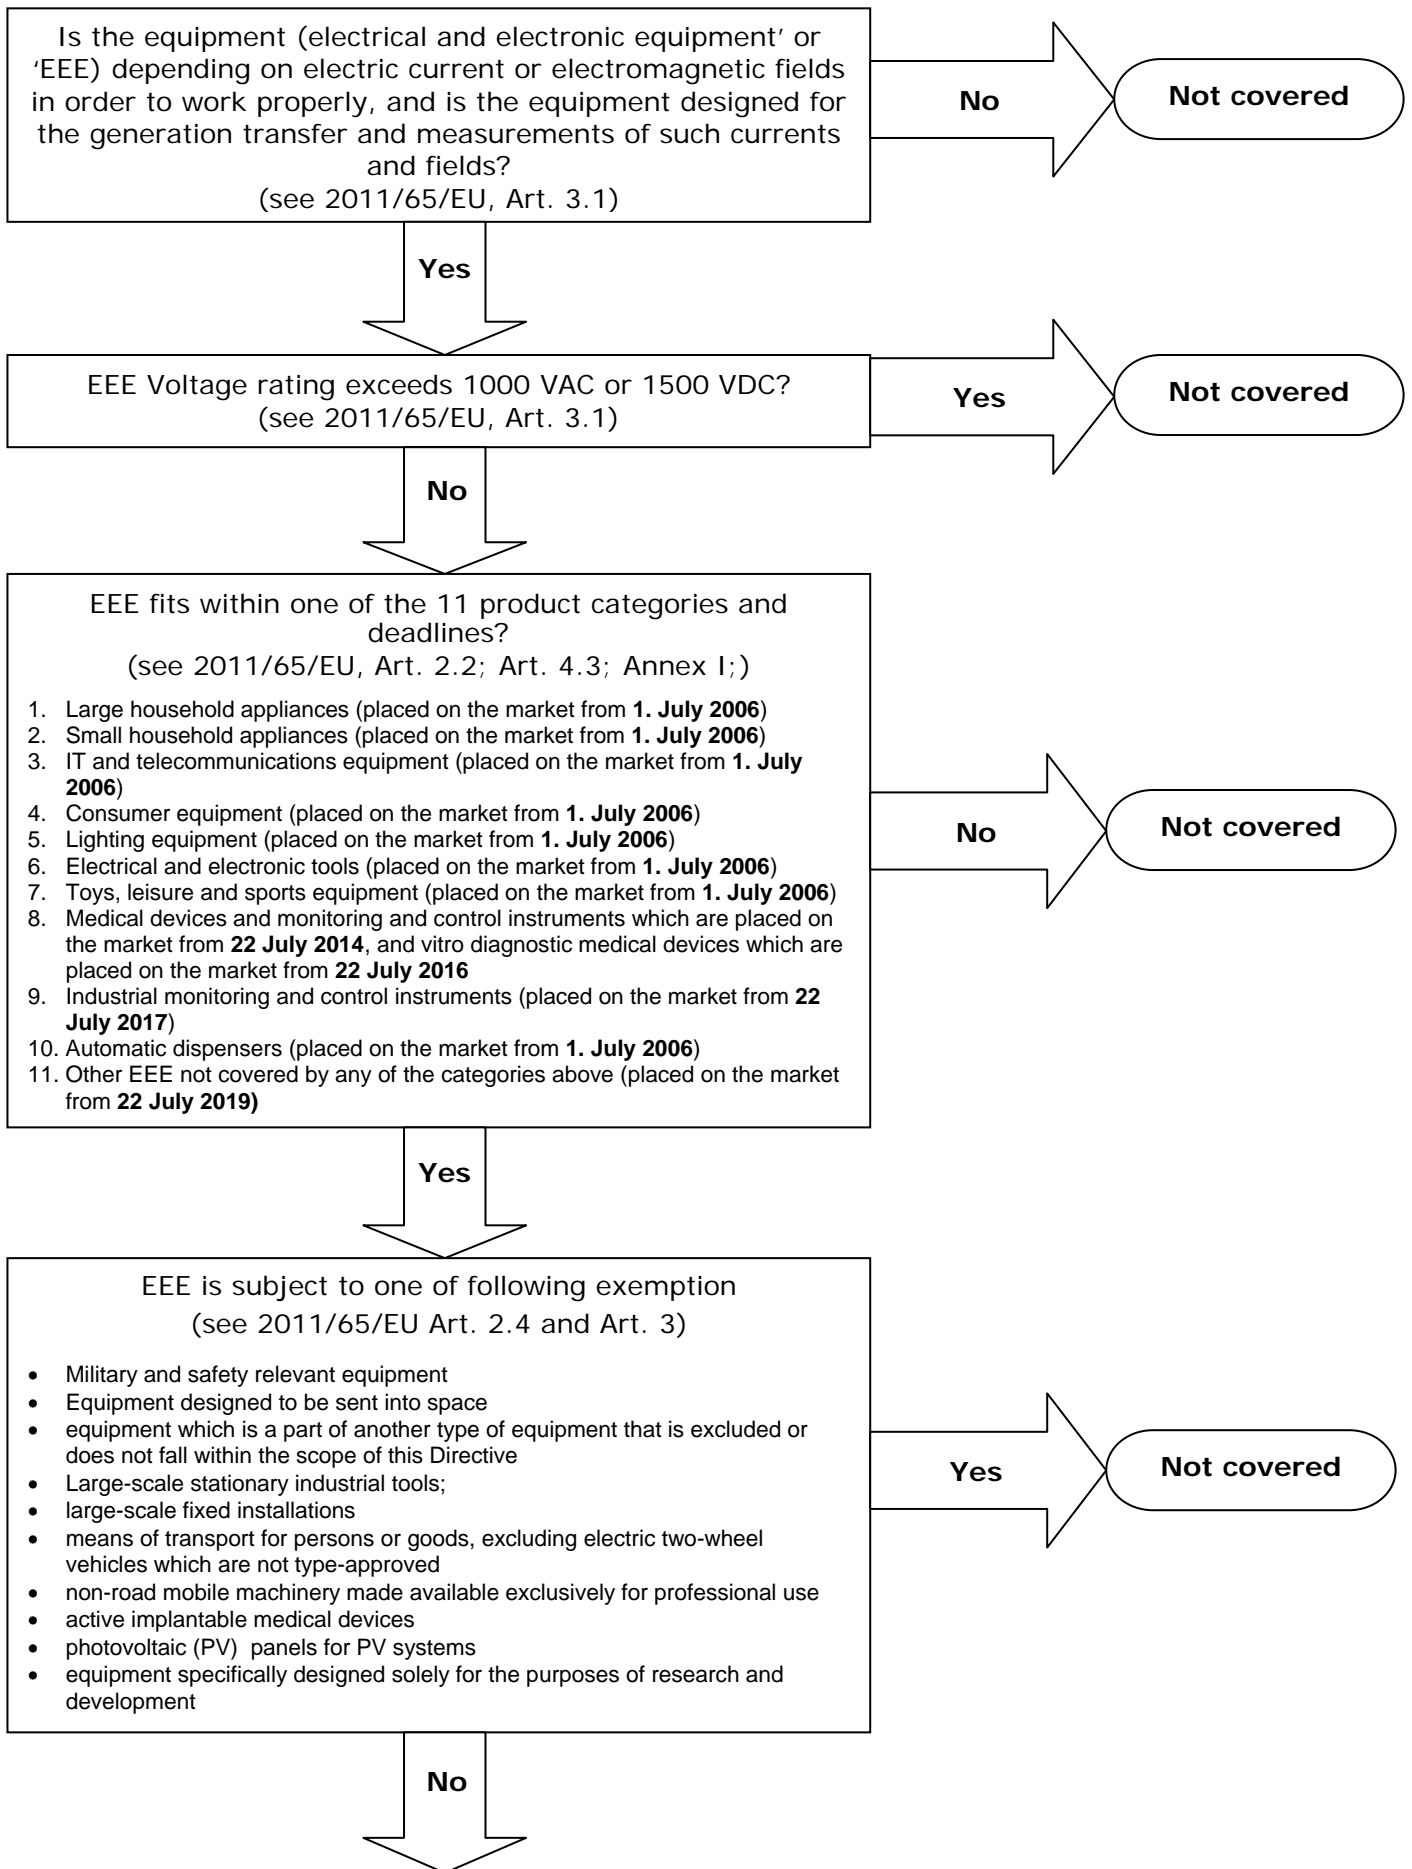 Is the equipment (electrical and electronic equipment’ or
‘EEE) depending on electric current or electromagnetic fields
in order to work properly, and is the equipment designed for
the generation transfer and measurements of such currents
and fields?
(see 2011/65/EU, Art. 3.1)
No
Not covered
Yes
EEE Voltage rating exceeds 1000 VAC or 1500 VDC?
(see 2011/65/EU, Art. 3.1)
Yes
Not covered
No
EEE fits within one of the 11 product categories and
deadlines?
(see 2011/65/EU, Art. 2.2; Art. 4.3; Annex I;)
1. Large household appliances (placed on the market from 1. July 2006)
2. Small household appliances (placed on the market from 1. July 2006)
3. IT and telecommunications equipment (placed on the market from 1. July
2006)
4. Consumer equipment (placed on the market from 1. July 2006)
5. Lighting equipment (placed on the market from 1. July 2006)
6. Electrical and electronic tools (placed on the market from 1. July 2006)
7. Toys, leisure and sports equipment (placed on the market from 1. July 2006)
8. Medical devices and monitoring and control instruments which are placed on
the market from 22 July 2014, and vitro diagnostic medical devices which are
placed on the market from 22 July 2016
9. Industrial monitoring and control instruments (placed on the market from 22
July 2017)
10. Automatic dispensers (placed on the market from 1. July 2006)
11. Other EEE not covered by any of the categories above (placed on the market
from 22 July 2019)
No
Not covered
Yes
EEE is subject to one of following exemption
(see 2011/65/EU Art. 2.4 and Art. 3)
• Military and safety relevant equipment
• Equipment designed to be sent into space
• equipment which is a part of another type of equipment that is excluded or
does not fall within the scope of this Directive
• Large-scale stationary industrial tools;
• large-scale fixed installations
• means of transport for persons or goods, excluding electric two-wheel
vehicles which are not type-approved
• non-road mobile machinery made available exclusively for professional use
• active implantable medical devices
• photovoltaic (PV) panels for PV systems
• equipment specifically designed solely for the purposes of research and
development
Yes
Not covered
No